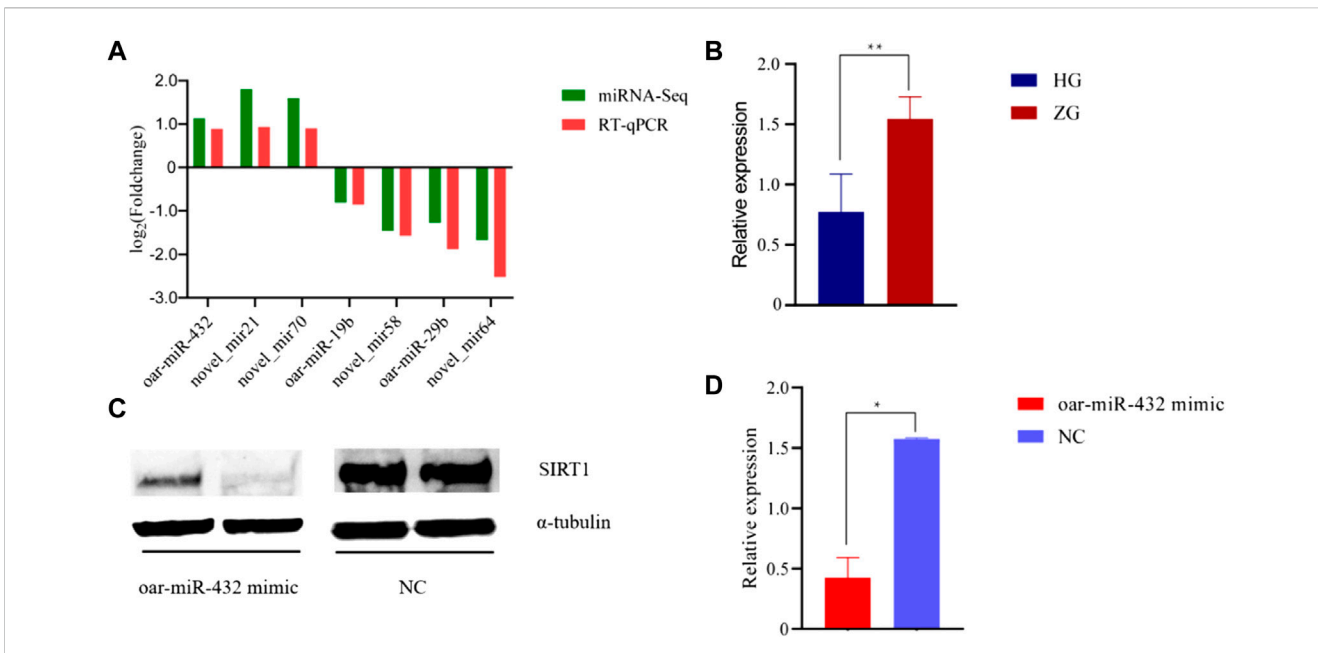 A
log2(Foldchange)
2.0
1.0
0
-1.0
-2.0
-3.0
oar-miR-432
novel_mir21
novel_mir70
oar-miR-19b
novel_mir58
oar-miR-29b
novel_mir64
miRNA-Seq
RT-qPCR
B
Relative expression
2.0
1.5
1.0
0.5
0
**
HG
ZG
C
SIRT1
α-tubulin
oar-miR-432 mimic
NC
D
Relative expression
2.0
1.5
1.0
0.5
0
*
oar-miR-432 mimic
NC